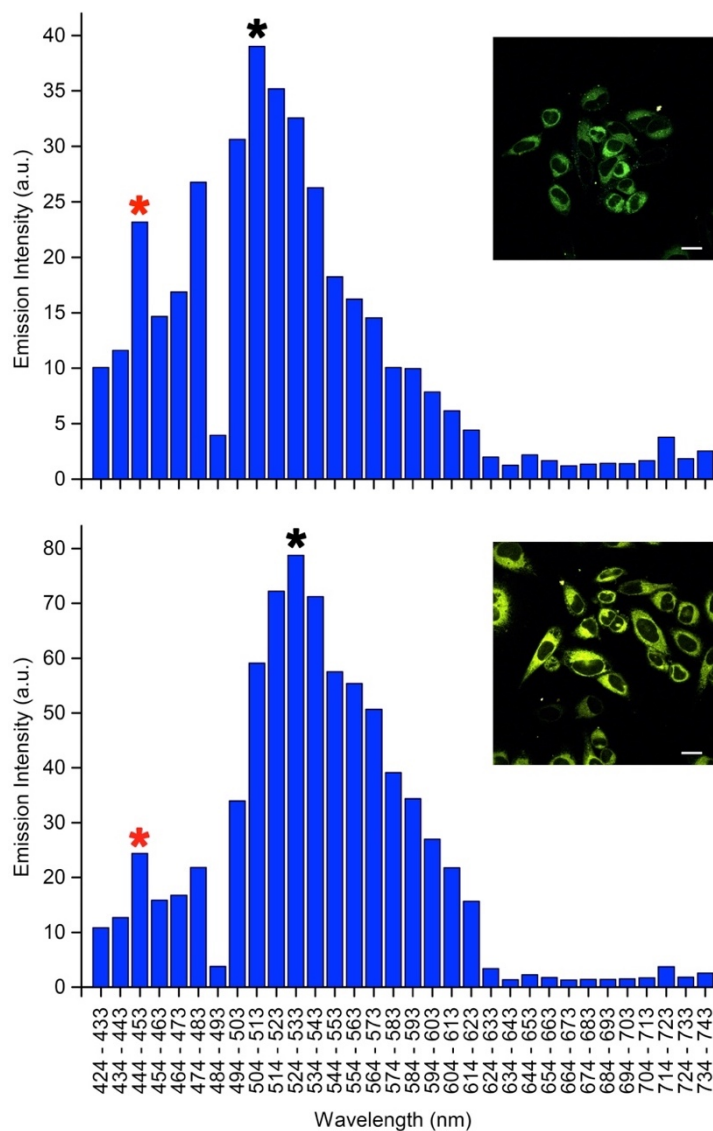 40
35
30
25
20
15
10
5
0
Emission Intensity (a.u.)
*
*
80
70
60
50
40
30
20
10
0
Emission Intensity (a.u.)
*
*
424 - 433
434 - 443
444 - 453
454 - 463
464 - 473
474 - 483
484 - 493
494 - 503
504 - 513
514 - 523
524 - 533
534 - 543
544 - 553
554 - 563
564 - 573
574 - 583
584 - 593
594 - 603
604 - 613
614 - 623
624 - 633
634 - 643
644 - 653
654 - 663
664 - 673
674 - 683
684 - 693
694 - 703
704 - 713
714 - 723
724 - 733
734 - 743
Wavelength (nm)